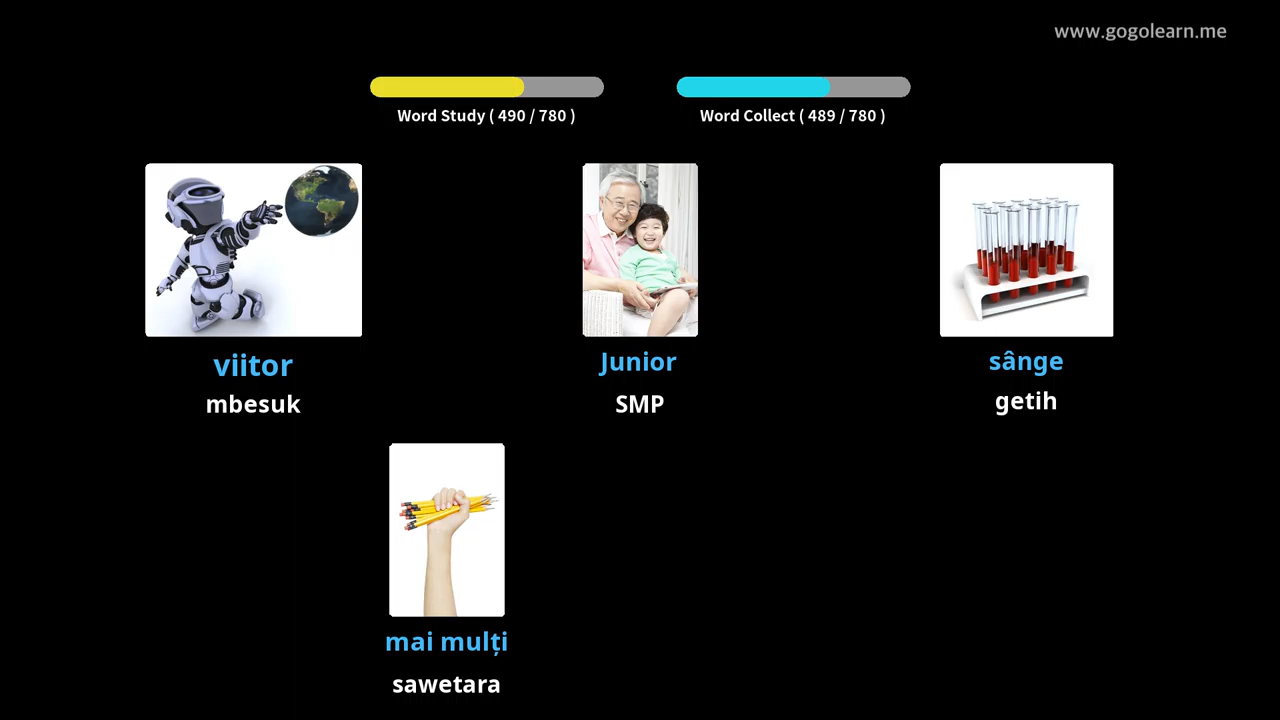 www.gogolearn.me
Word Study ( 490 / 780 )
Word Collect ( 489 / 780 )
viitor
mbesuk
Junior
SMP
sânge
getih
mai mulți
sawetara